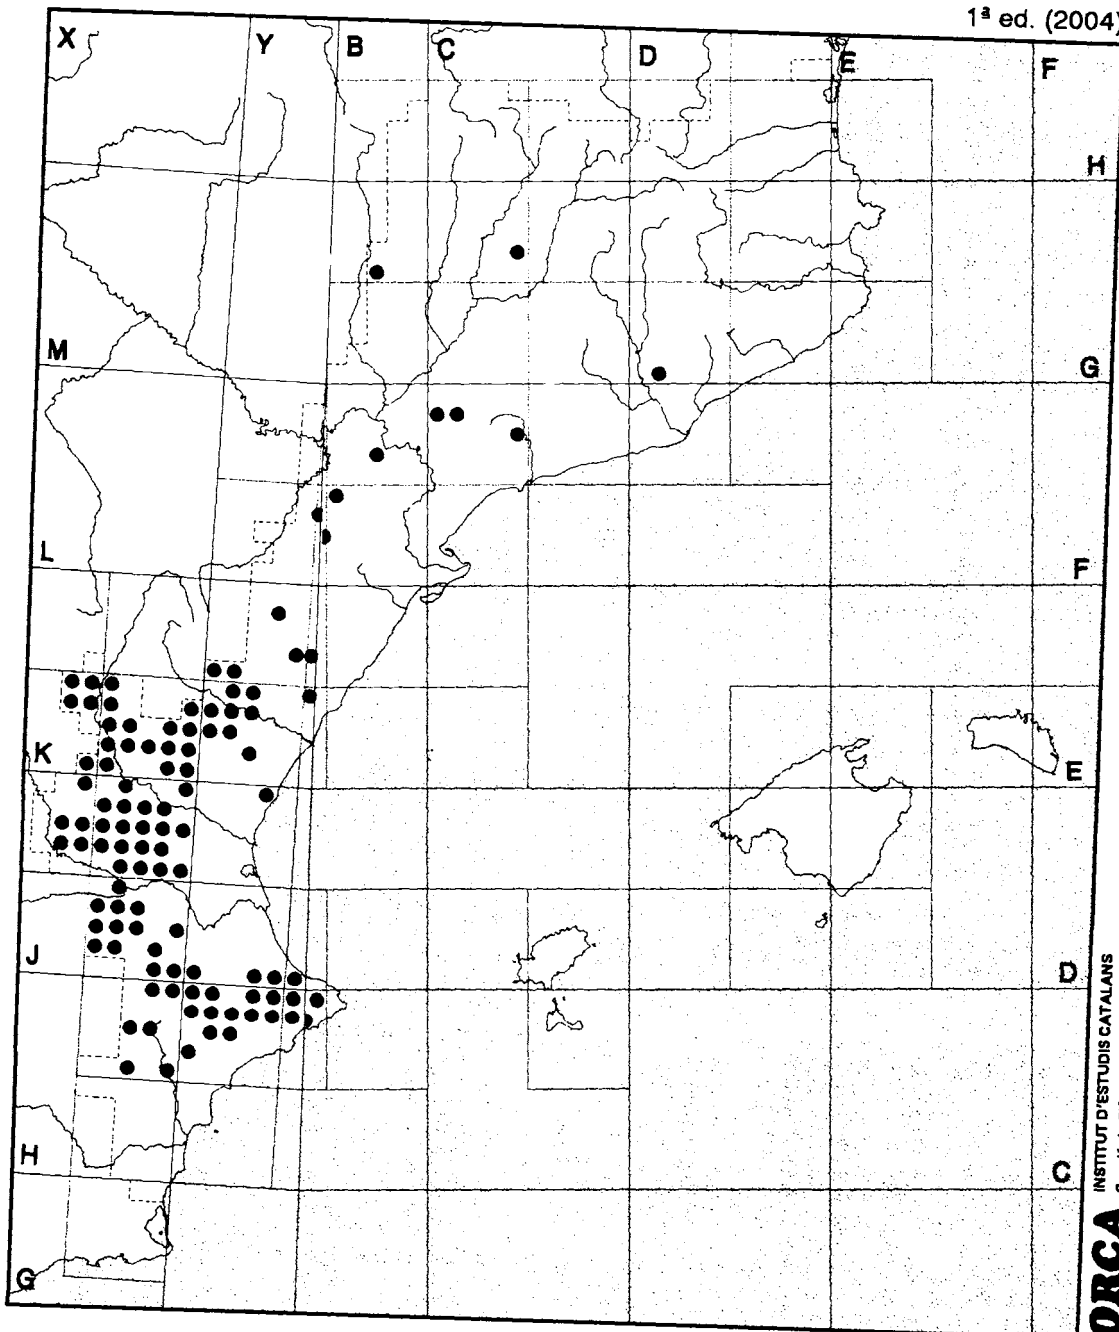 1ª ed. (2004)
X Y B C D E F
H
M G
L F
K E
J D
H C
G
ORCA INSTITUT D'ESTUDIS CATALANS